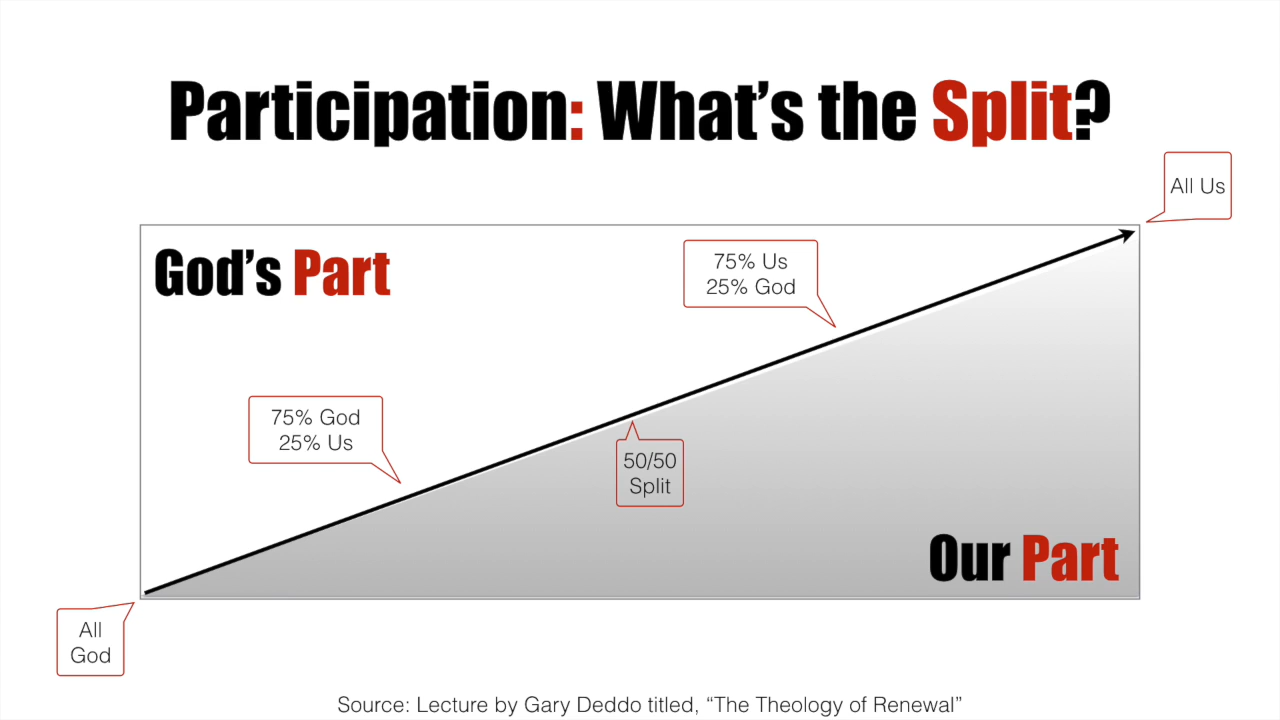 Participation: What’s the Split?
All Us
God’s Part
75% Us
25% God
75% God
25% Us
50/50
Split
Our Part
All
God
Source: Lecture by Gary Deddo titled, “The Theology of Renewal”